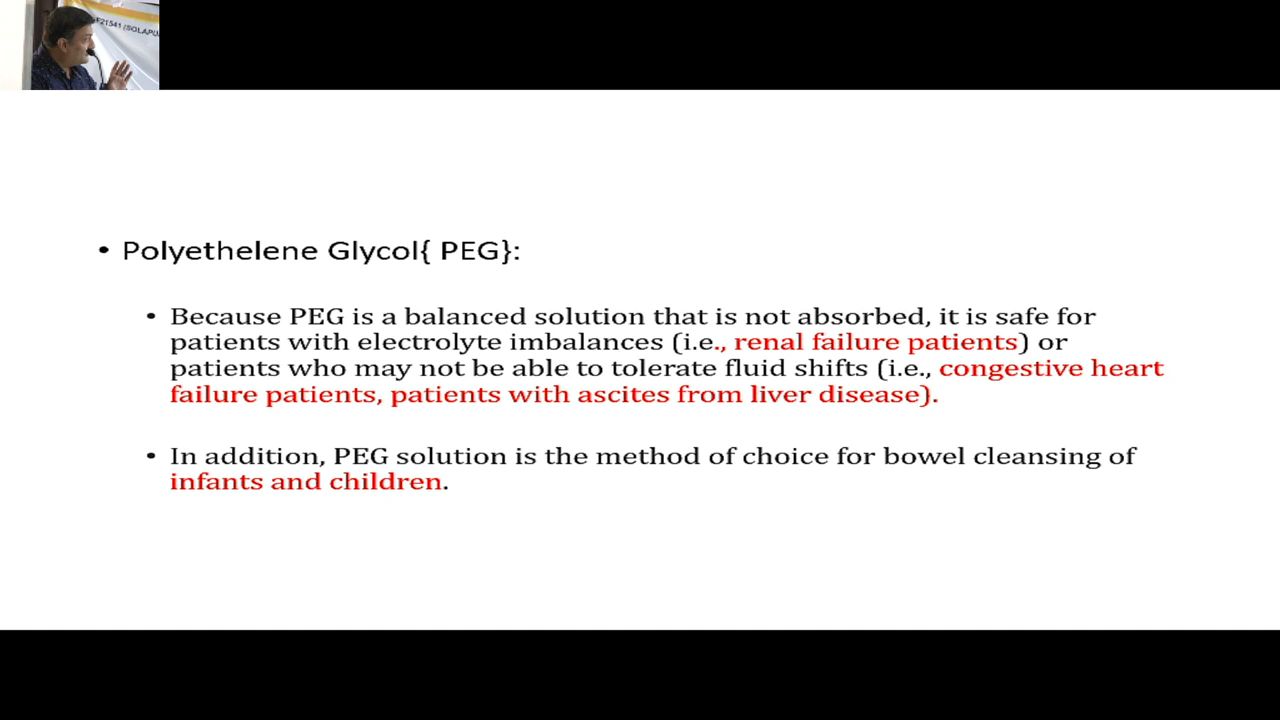 F21541 /SOLAPU
• Polyethelene Glycol{ PEG}:
• Because PEG is a balanced solution that is not absorbed, it is safe for
patients with electrolyte imbalances (i.e., renal failure patients) or
patients who may not be able to tolerate fluid shifts (i.e., congestive heart
failure patients, patients with ascites from liver disease).
• In addition, PEG solution is the method of choice for bowel cleansing of
infants and children.